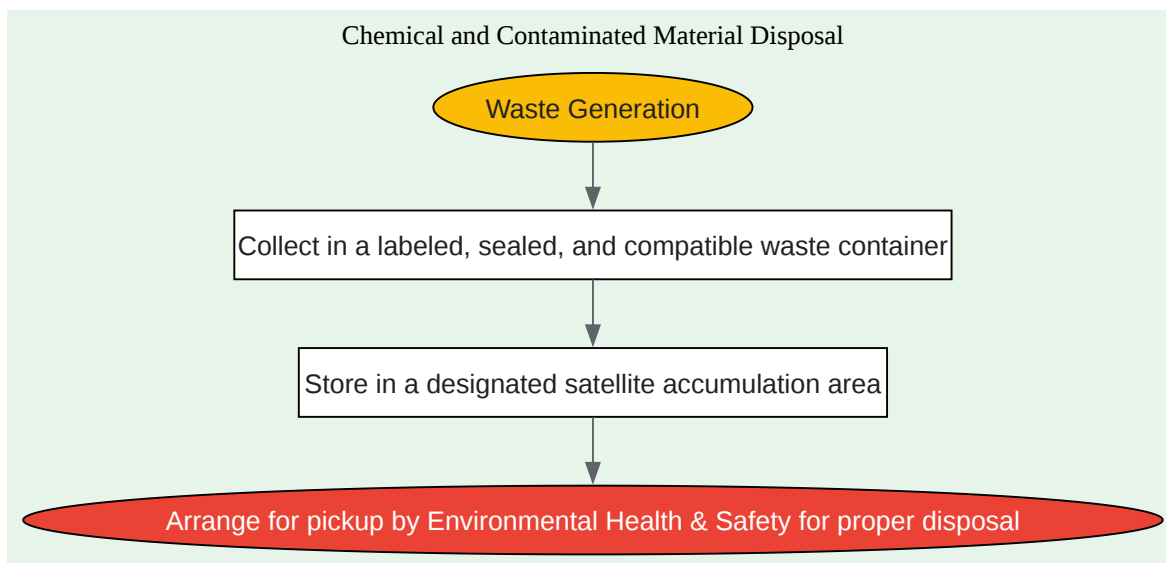 Chemical and Contaminated Material Disposal
Waste Generation
Collect in a labeled, sealed, and compatible waste container
Store in a designated satellite accumulation area
Arrange for pickup by Environmental Health & Safety for proper disposal